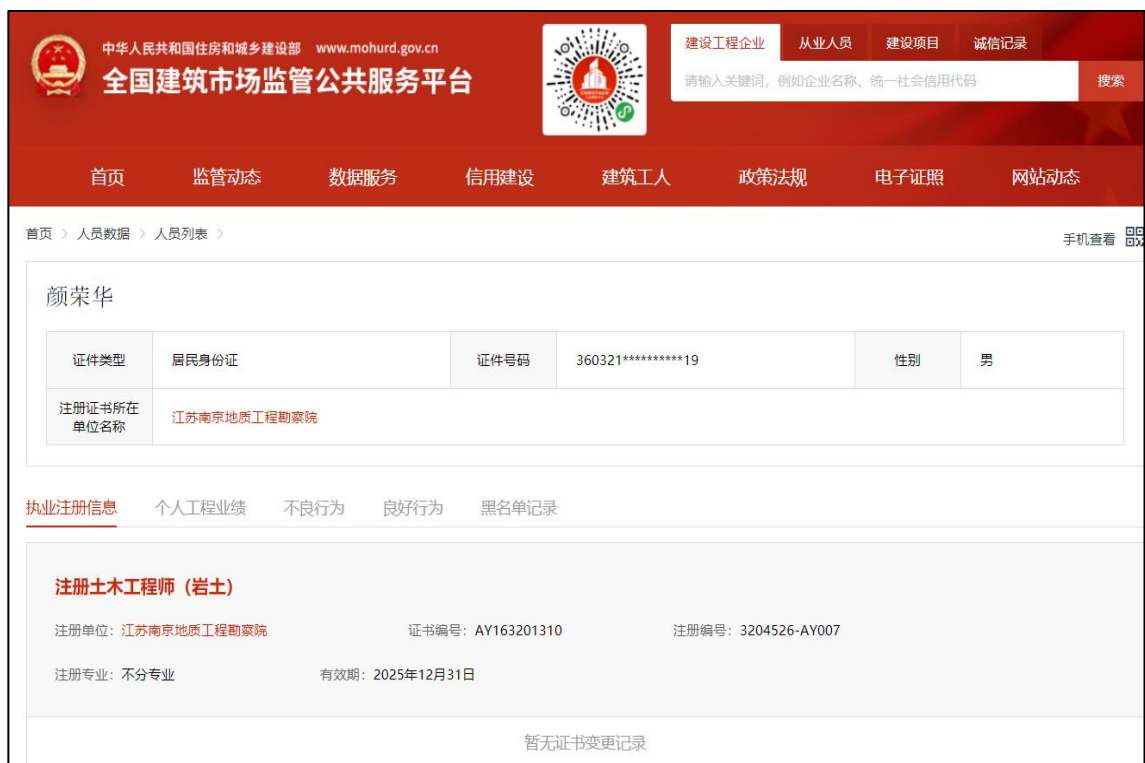 中华人民共和国住房和城乡建设部 www.mohurd.gov.cn
全国建筑市场监管公共服务平台
建设工程企业 从业人员 建设项目 诚信记录
请输入关键词，例如企业名称、统一社会信用代码 搜索
首页 监管动态 数据服务 信用建设 建筑工人 政策法规 电子证照 网站动态
首页 > 人员数据 > 人员列表 > 手机查看
颜荣华
证件类型 居民身份证 证件号码 360321**********19 性别 男
注册证书所在
单位名称 江苏南京地质工程勘察院
执业注册信息 个人工程业绩 不良行为 良好行为 黑名单记录
注册土木工程师（岩土）
注册单位：江苏南京地质工程勘察院 证书编号：AY163201310 注册编号：3204526-AY007
注册专业：不分专业 有效期：2025年12月31日
暂无证书变更记录